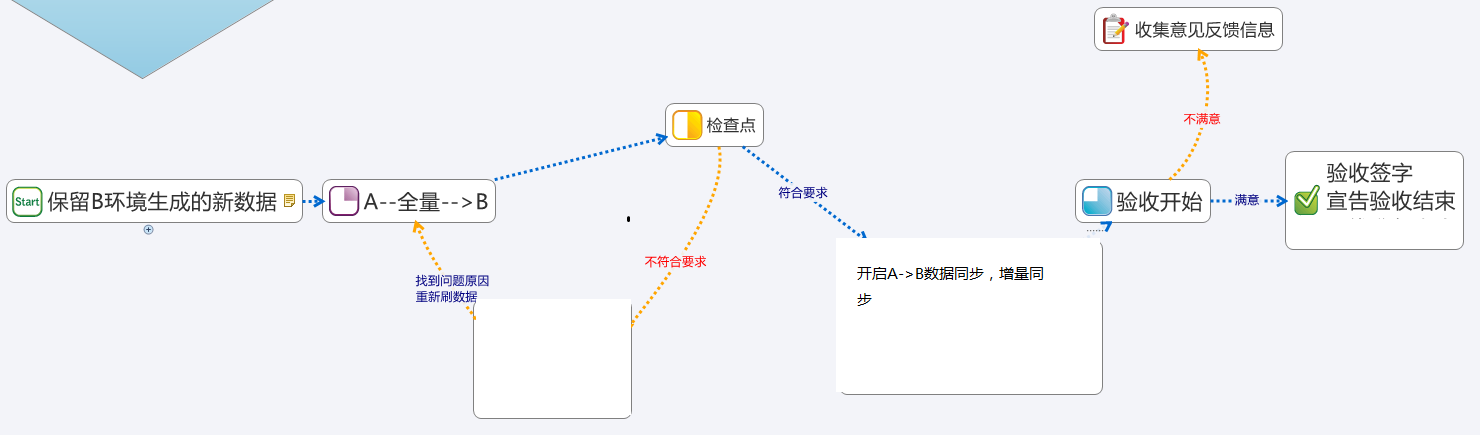 收集意见反馈信息
不满意
检查点
Start 保留B环境生成的新数据
A--全量-->B
符合要求
验收开始
满意
验收签字
宣告验收结束
不符合要求
找到问题原因
重新刷数据
开启A->B数据同步，增量同
步